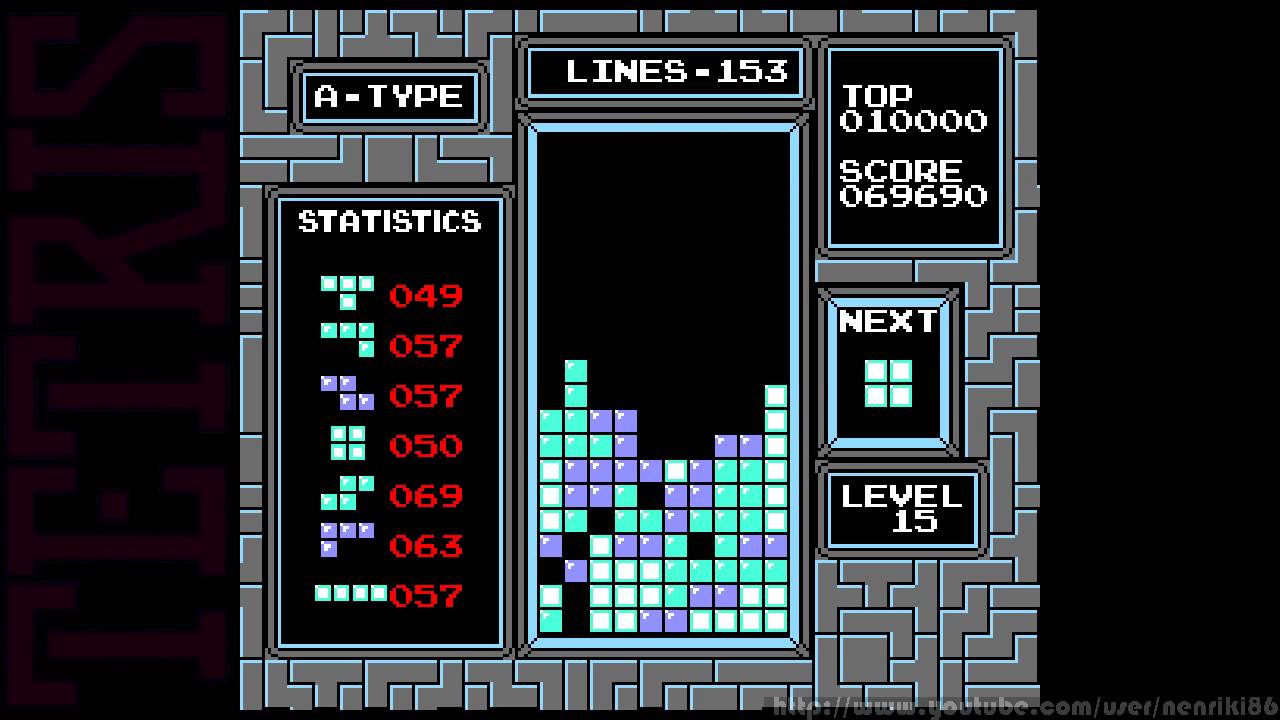 TETRIS
A-TYPE
LINES-153
TOP
010000
SCORE
069690
STATISTICS
049
057
057
050
069
063
057
NEXT
LEVEL
15
http://www.youtube.com/user/nenriki86